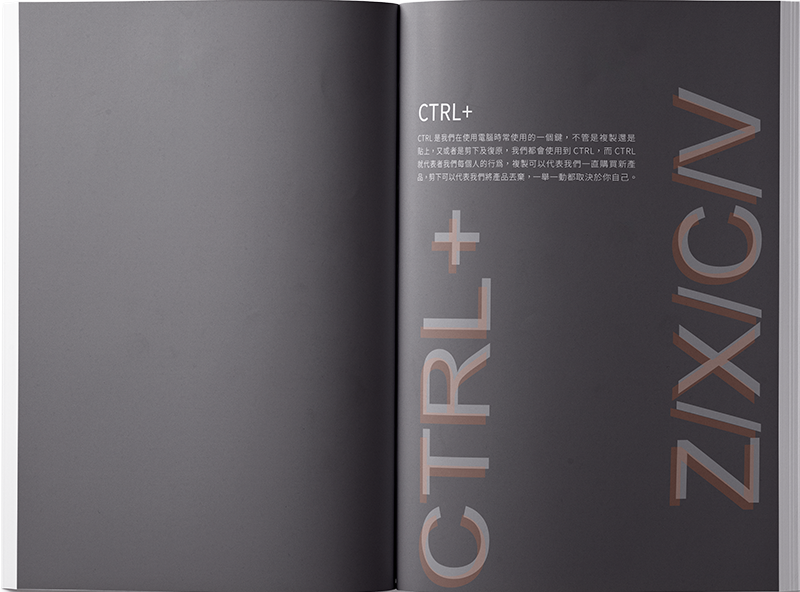 CTRL+
CTRL 是我們在使用電腦時常使用的一個鍵，不管是複製還是
貼上，又或者是剪下及復原，我們都會使用到 CTRL，而 CTRL
就代表者我們每個人的行為，複製可以代表我們一直購買新產
品，剪下可以代表我們將產品丟棄，一舉一動都取決於你自己。
CTRL+
Z/X/C/V